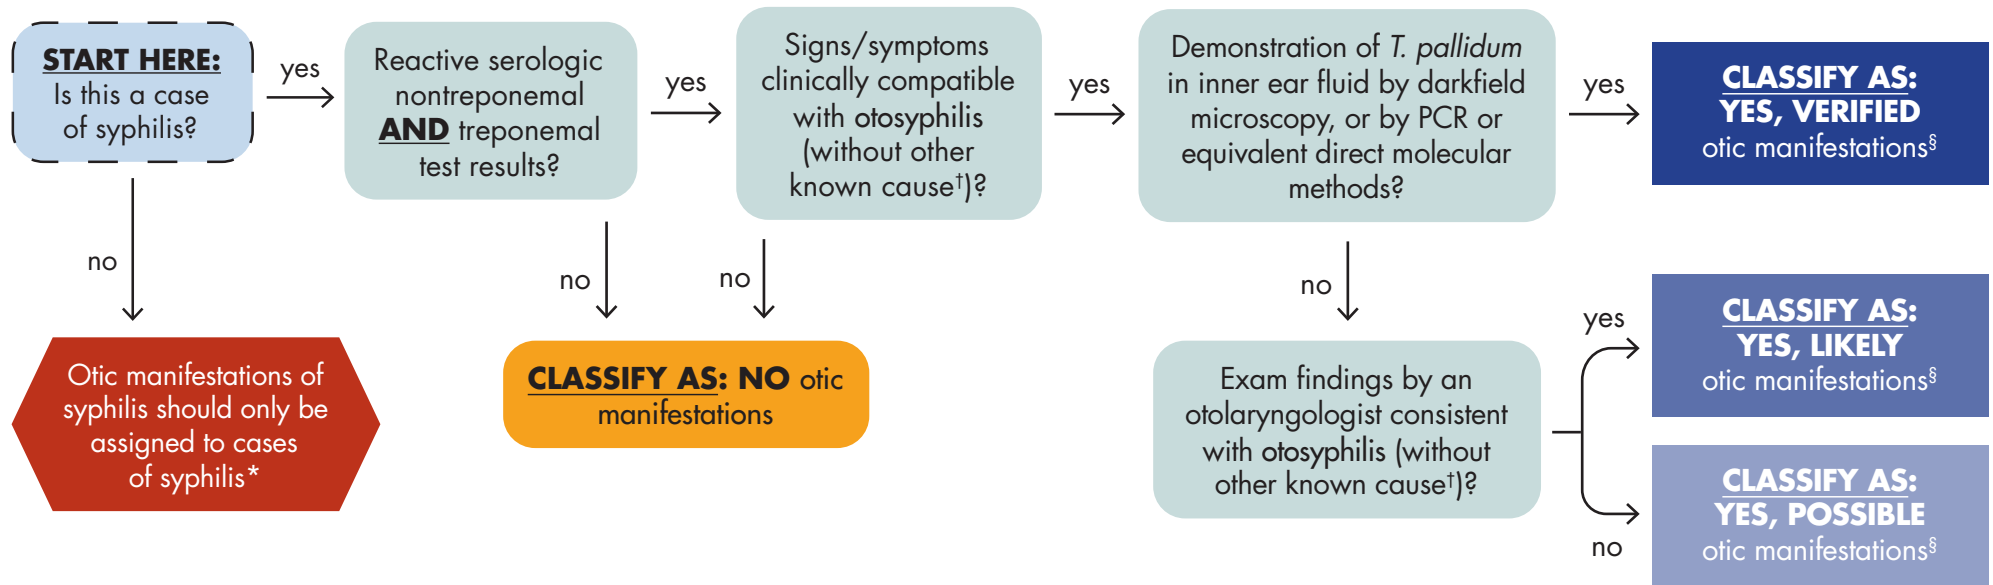 START HERE:
Is this a case
of syphilis?
yes
Reactive serologic
nontreponemal
AND treponemal
test results?
yes
Signs/symptoms
clinically compatible
with otosyphilis
(without other
known cause†)?
yes
Demonstration of T. pallidum
in inner ear fluid by darkfield
microscopy, or by PCR or
equivalent direct molecular
methods?
yes
CLASSIFY AS:
YES, VERIFIED
otic manifestations§
no
no
no
no
Otic manifestations of
syphilis should only be
assigned to cases
of syphilis*
CLASSIFY AS: NO otic
manifestations
Exam findings by an
otolaryngologist consistent
with otosyphilis (without
other known cause†)?
yes
CLASSIFY AS:
YES, LIKELY
otic manifestations§
no
CLASSIFY AS:
YES, POSSIBLE
otic manifestations§